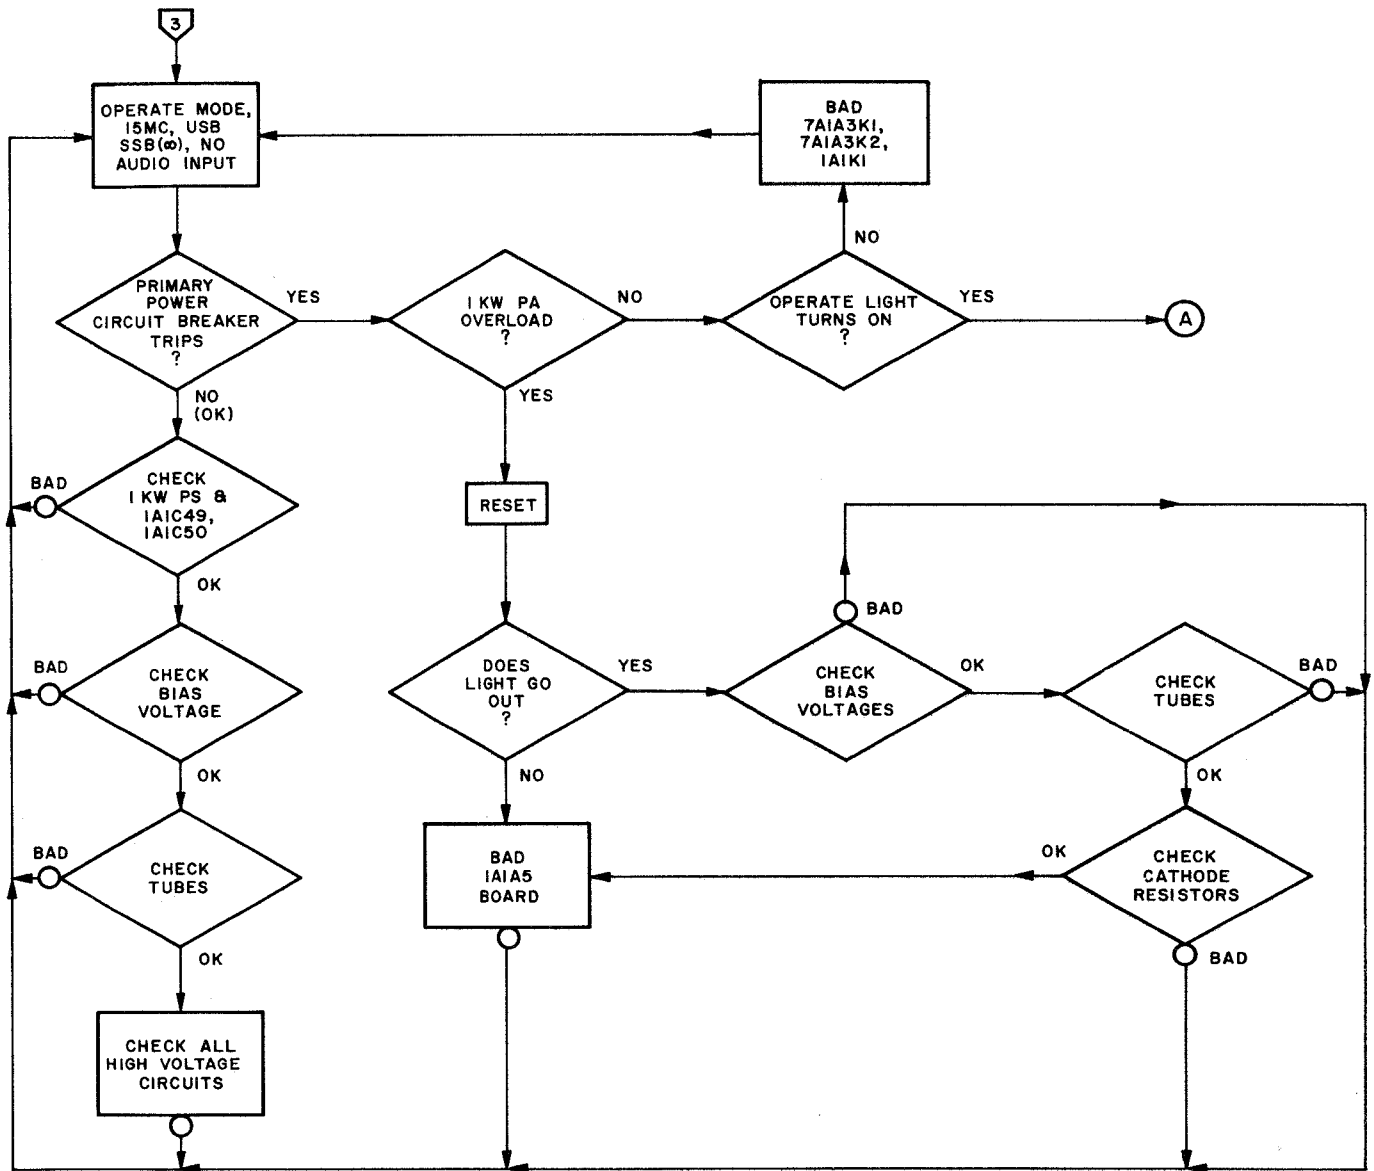 3
OPERATE MODE,
15MC, USB
SSB(∞), NO
AUDIO INPUT
BAD
7A1A3K1,
7A1A3K2,
1A1K1
NO
PRIMARY
POWER
CIRCUIT BREAKER
TRIPS
?
YES
1 KW PA
OVERLOAD
?
NO
OPERATE LIGHT
TURNS ON
?
YES
A
NO
(OK)
YES
BAD
CHECK
1 KW PS &
1A1C49,
1A1C50
RESET
OK
BAD
BAD
CHECK
BIAS
VOLTAGE
DOES
LIGHT GO
OUT
?
YES
CHECK
BIAS
VOLTAGES
OK
CHECK
TUBES
BAD
OK
NO
OK
BAD
CHECK
TUBES
BAD
1A1A5
BOARD
OK
CHECK
CATHODE
RESISTORS
OK
BAD
CHECK ALL
HIGH VOLTAGE
CIRCUITS